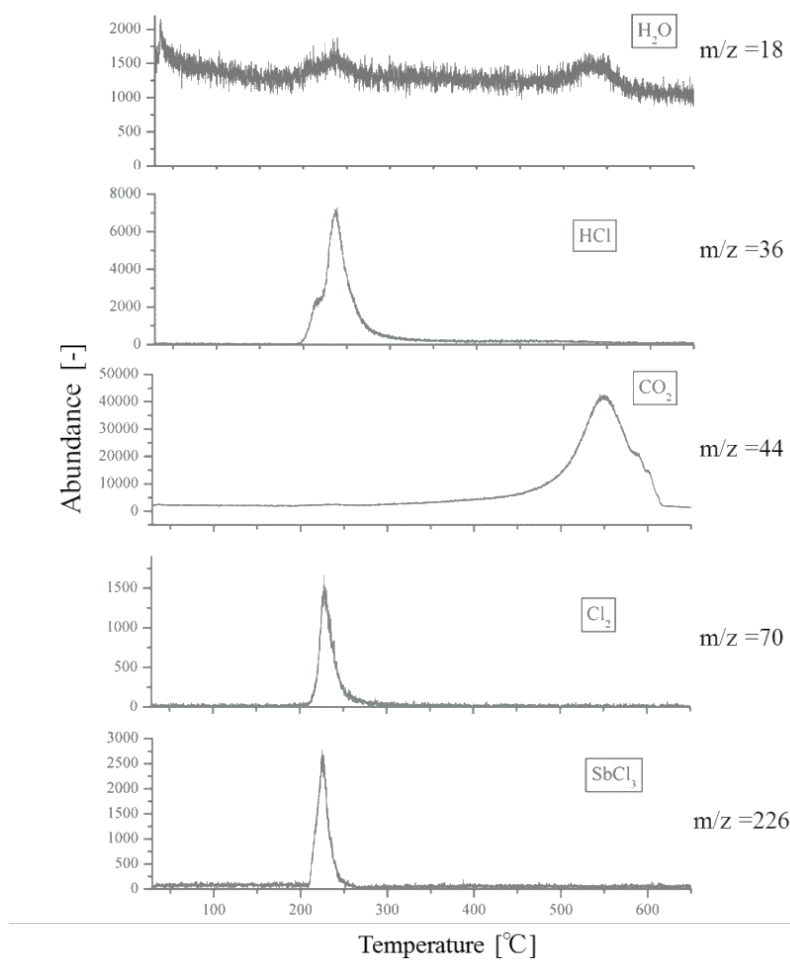 2000
1500
1000
500
0
H₂O
m/z =18
8000
6000
4000
2000
0
HCl
m/z =36
50000
40000
30000
20000
10000
0
CO₂
m/z =44
Abundance [-]
1500
1000
500
0
Cl₂
m/z =70
3000
2500
2000
1500
1000
500
0
SbCl₃
m/z =226
100 200 300 400 500 600
Temperature [℃]